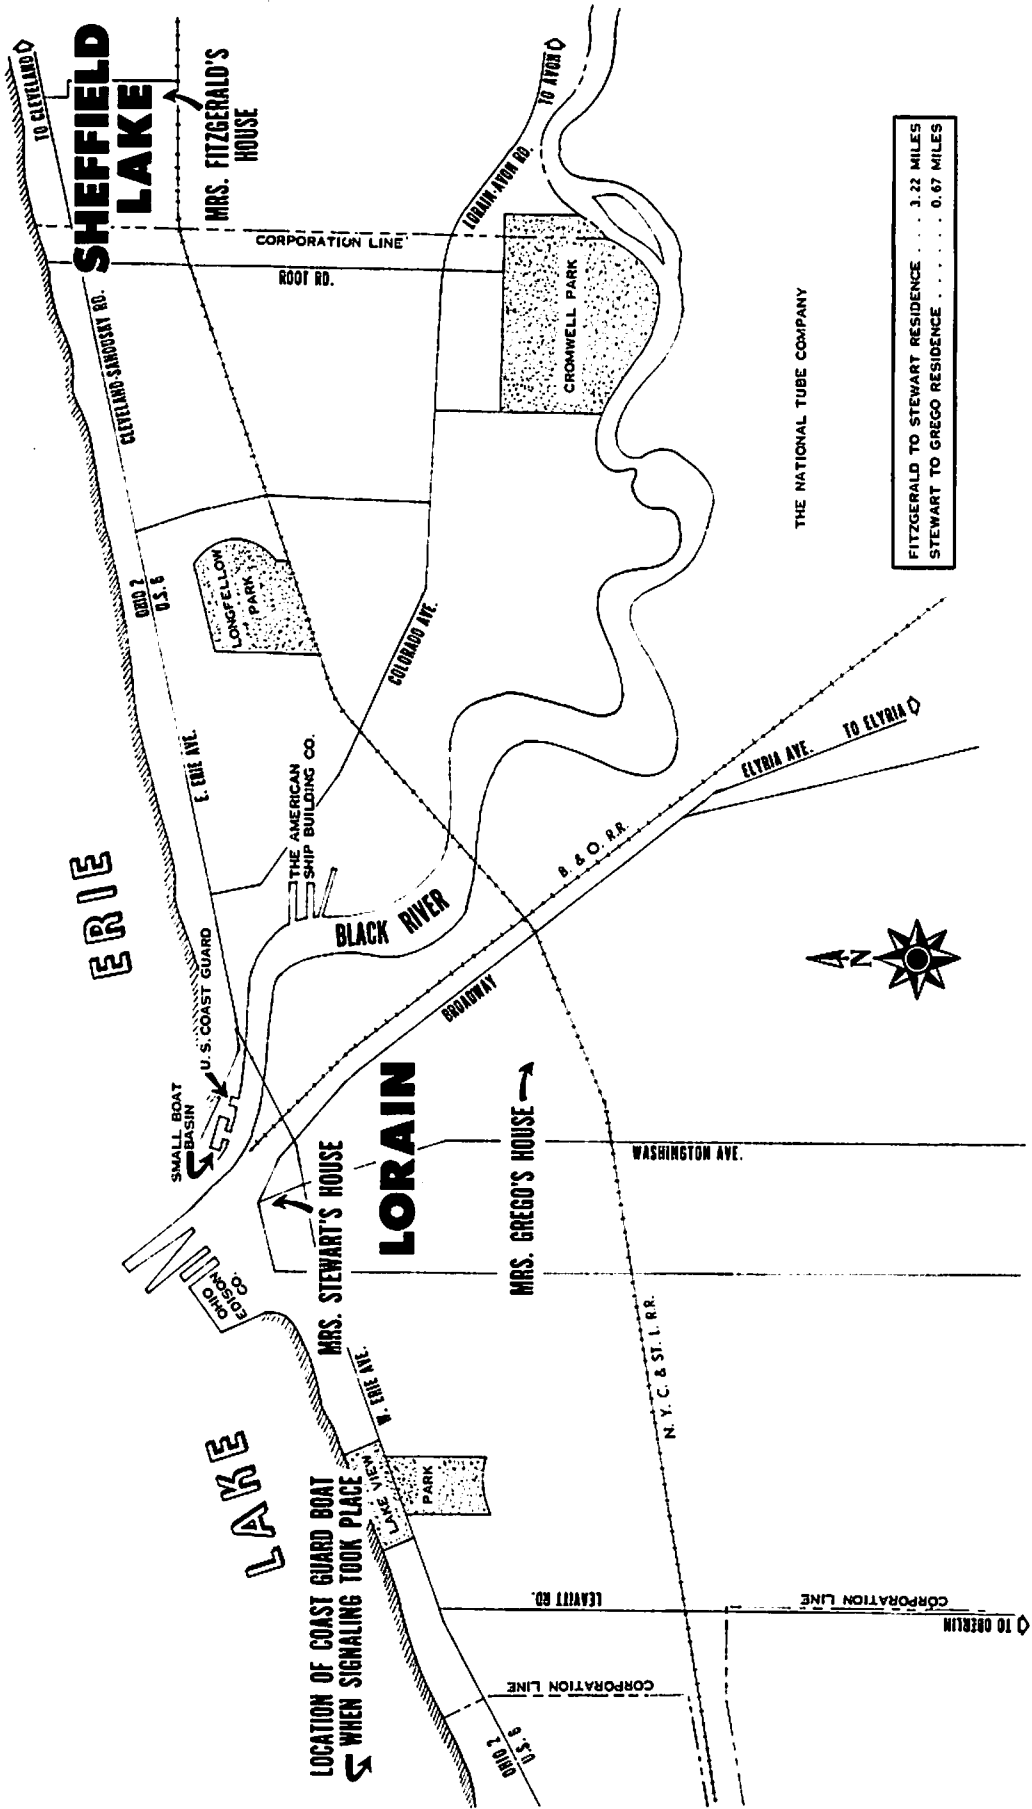 LAKE ERIE
TO CLEVELAND
SHEFFIELD
LAKE
MRS. FITZGERALD'S
HOUSE
CORPORATION LINE
ROOT RD.
CLEVELAND-SANDUSKY RD.
LORAIN-AVON RD.
TO AVON
CROMWELL PARK
OHIO 2
U.S. 6
LONGFELLOW
PARK
COLORADO AVE.
E. ERIE AVE.
THE AMERICAN
SHIP BUILDING CO.
BLACK RIVER
U.S. COAST GUARD
SMALL BOAT
BASIN
OHIO
EDISON
CO.
B. & O. R.R.
BROADWAY
ELYRIA AVE.
TO ELYRIA
LORAIN
MRS. STEWART'S HOUSE
MRS. GREGO'S HOUSE
WASHINGTON AVE.
W. ERIE AVE.
LAKE VIEW
PARK
LOCATION OF COAST GUARD BOAT
WHEN SIGNALING TOOK PLACE
N. Y. C. & ST. L. R.R.
LEAVITT RD.
CORPORATION LINE
TO OBERLIN
CORPORATION LINE
OHIO 2
U.S. 6
N
THE NATIONAL TUBE COMPANY
FITZGERALD TO STEWART RESIDENCE . . . 3.22 MILES
STEWART TO GREGO RESIDENCE . . . . . . 0.67 MILES